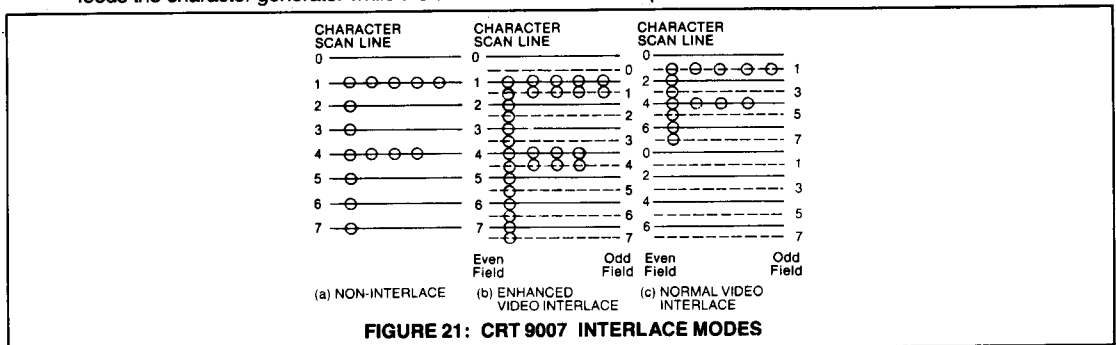 CHARACTER
SCAN LINE
0
1
2
3
4
5
6
7
(a) NON-INTERLACE
CHARACTER
SCAN LINE
0
0
1
1
2
2
3
3
4
4
5
5
6
6
7
7
Even
Field
Odd
Field
(b) ENHANCED
VIDEO INTERLACE
CHARACTER
SCAN LINE
0
1
2
3
4
5
6
7
0
1
2
3
4
5
6
7
Even
Field
Odd
Field
(c) NORMAL VIDEO
INTERLACE
FIGURE 21: CRT 9007 INTERLACE MODES